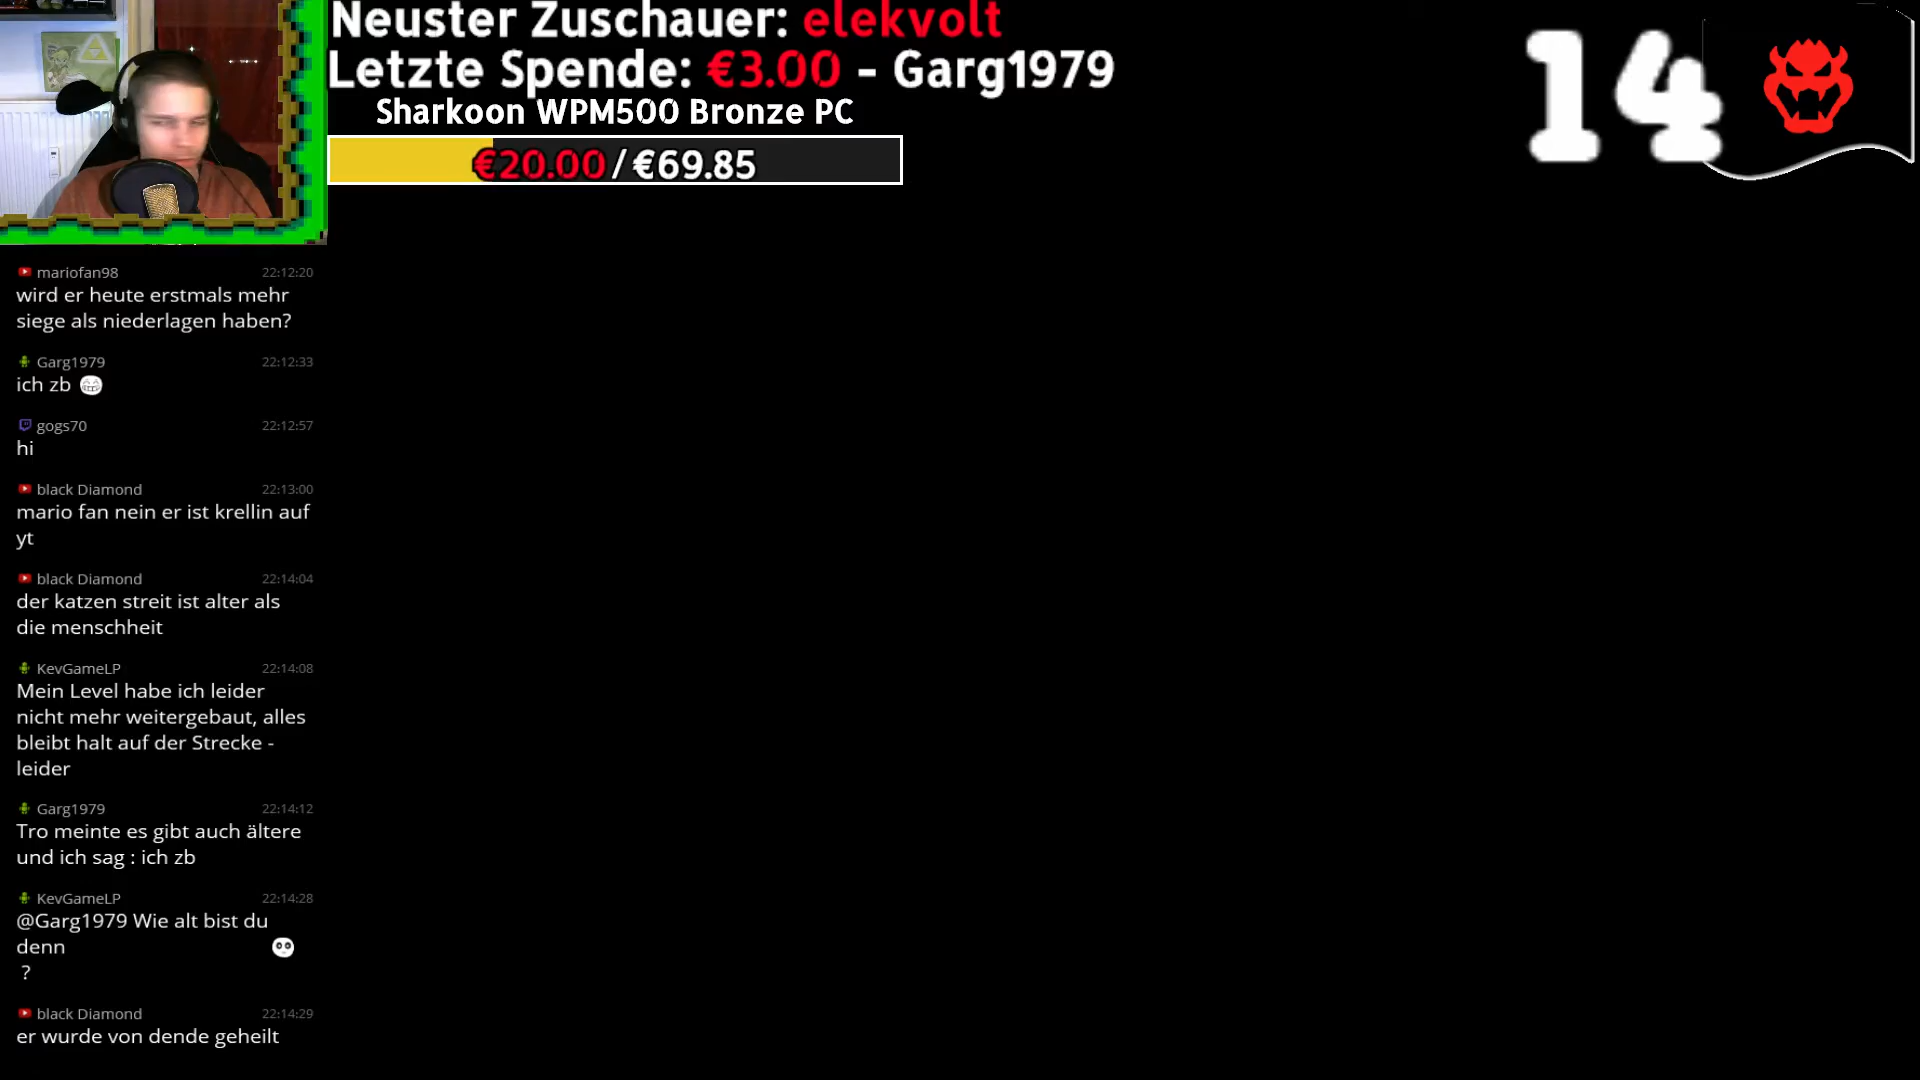 Neuster Zuschauer: elekvolt
Letzte Spende: €3.00 - Garg1979
Sharkoon WPM500 Bronze PC
€20.00 / €69.85
14
mariofan98 22:12:20
wird er heute erstmals mehr
siege als niederlagen haben?
Garg1979 22:12:33
ich zb
gogs70 22:12:57
hi
black Diamond 22:13:00
mario fan nein er ist krellin auf
yt
black Diamond 22:14:04
der katzen streit ist alter als
die menschheit
KevGameLP 22:14:08
Mein Level habe ich leider
nicht mehr weitergebaut, alles
bleibt halt auf der Strecke -
leider
Garg1979 22:14:12
Tro meinte es gibt auch ältere
und ich sag : ich zb
KevGameLP 22:14:28
@Garg1979 Wie alt bist du
denn
?
black Diamond 22:14:29
er wurde von dende geheilt